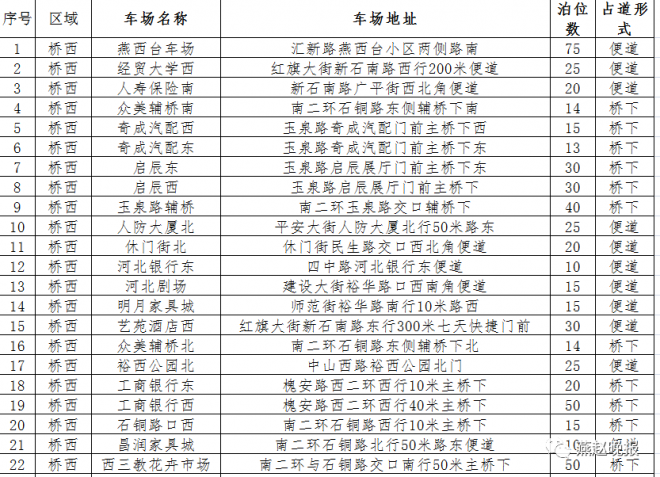 序号 区域 车场名称 车场地址 泊位数 占道形式
1 桥西 燕西台车场 汇新路燕西台小区两侧路南 75 便道
2 桥西 经贸大学西 红旗大街新石南路西行200米便道 25 便道
3 桥西 人寿保险南 新石南路广平街西北角便道 20 便道
4 桥西 众美辅桥南 南二环石铜路东侧辅桥下南 14 桥下
5 桥西 奇成汽配西 玉泉路奇成汽配门前主桥下西 15 桥下
6 桥西 奇成汽配东 玉泉路奇成汽配门前主桥下东 13 桥下
7 桥西 启辰东 玉泉路启辰展厅门前主桥下东 30 桥下
8 桥西 启辰西 玉泉路启辰展厅门前主桥下 30 桥下
9 桥西 玉泉路辅桥 南二环玉泉路交口辅桥下 40 桥下
10 桥西 人防大厦北 平安大街人防大厦北行50米路东 25 便道
11 桥西 休门街北 休门街民生路交口西北角便道 20 便道
12 桥西 河北银行东 四中路河北银行东便道 10 便道
13 桥西 河北剧场 建设大街裕华路口西南角便道 15 便道
14 桥西 明月家具城 师范街裕华路南行10米路西 15 便道
15 桥西 艺苑酒店西 红旗大街新石南路东行300米七天快捷门前 30 便道
16 桥西 众美辅桥北 南二环石铜路东侧辅桥下北 14 桥下
17 桥西 裕西公园北 中山西路裕西公园北门 25 便道
18 桥西 工商银行东 槐安路西二环西行10米主桥下 20 桥下
19 桥西 工商银行西 槐安路西二环西行40米主桥下 50 桥下
20 桥西 石铜路口西 南二环石铜路西行10米主桥下 15 桥下
21 桥西 昌润家具城 南二环石铜路北行50米路东便道 10 便道
22 桥西 西三教花卉市场 南二环与石铜路交口南行50米主桥下 50 桥下
燕赵晚报